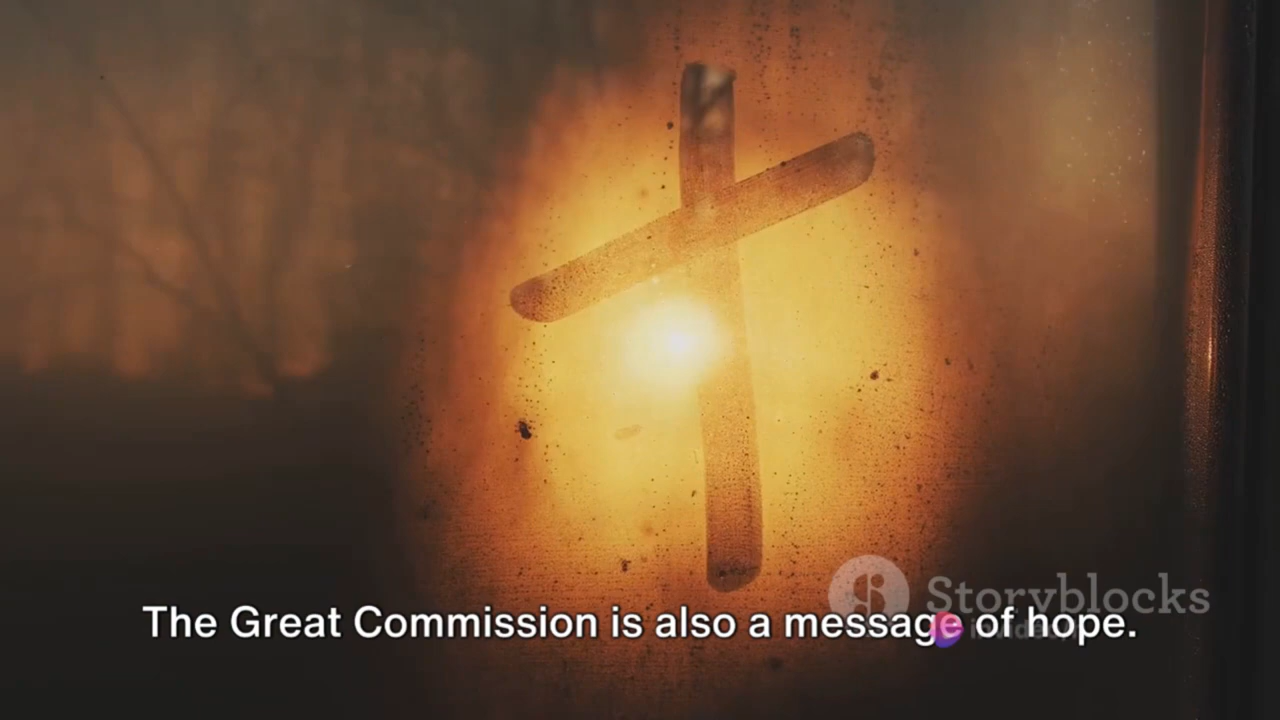 Storyblocks
The Great Commission is also a message of hope.